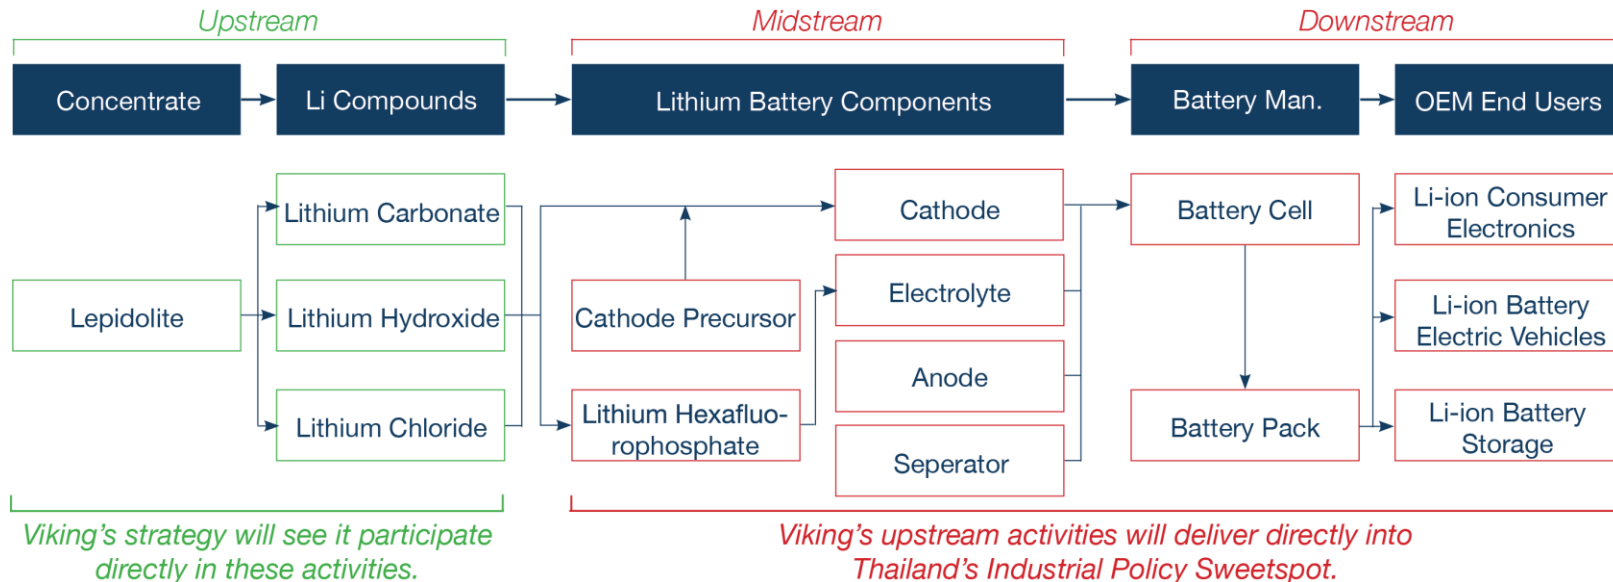 Upstream
Midstream
Downstream
Concentrate
Li Compounds
Lithium Battery Components
Battery Man.
OEM End Users
Lepidolite
Lithium Carbonate
Lithium Hydroxide
Lithium Chloride
Cathode Precursor
Lithium Hexafluo-
rophosphate
Cathode
Electrolyte
Anode
Seperator
Battery Cell
Battery Pack
Li-ion Consumer
Electronics
Li-ion Battery
Electric Vehicles
Li-ion Battery
Storage
Viking's strategy will see it participate
directly in these activities.
Viking's upstream activities will deliver directly into
Thailand's Industrial Policy Sweetspot.